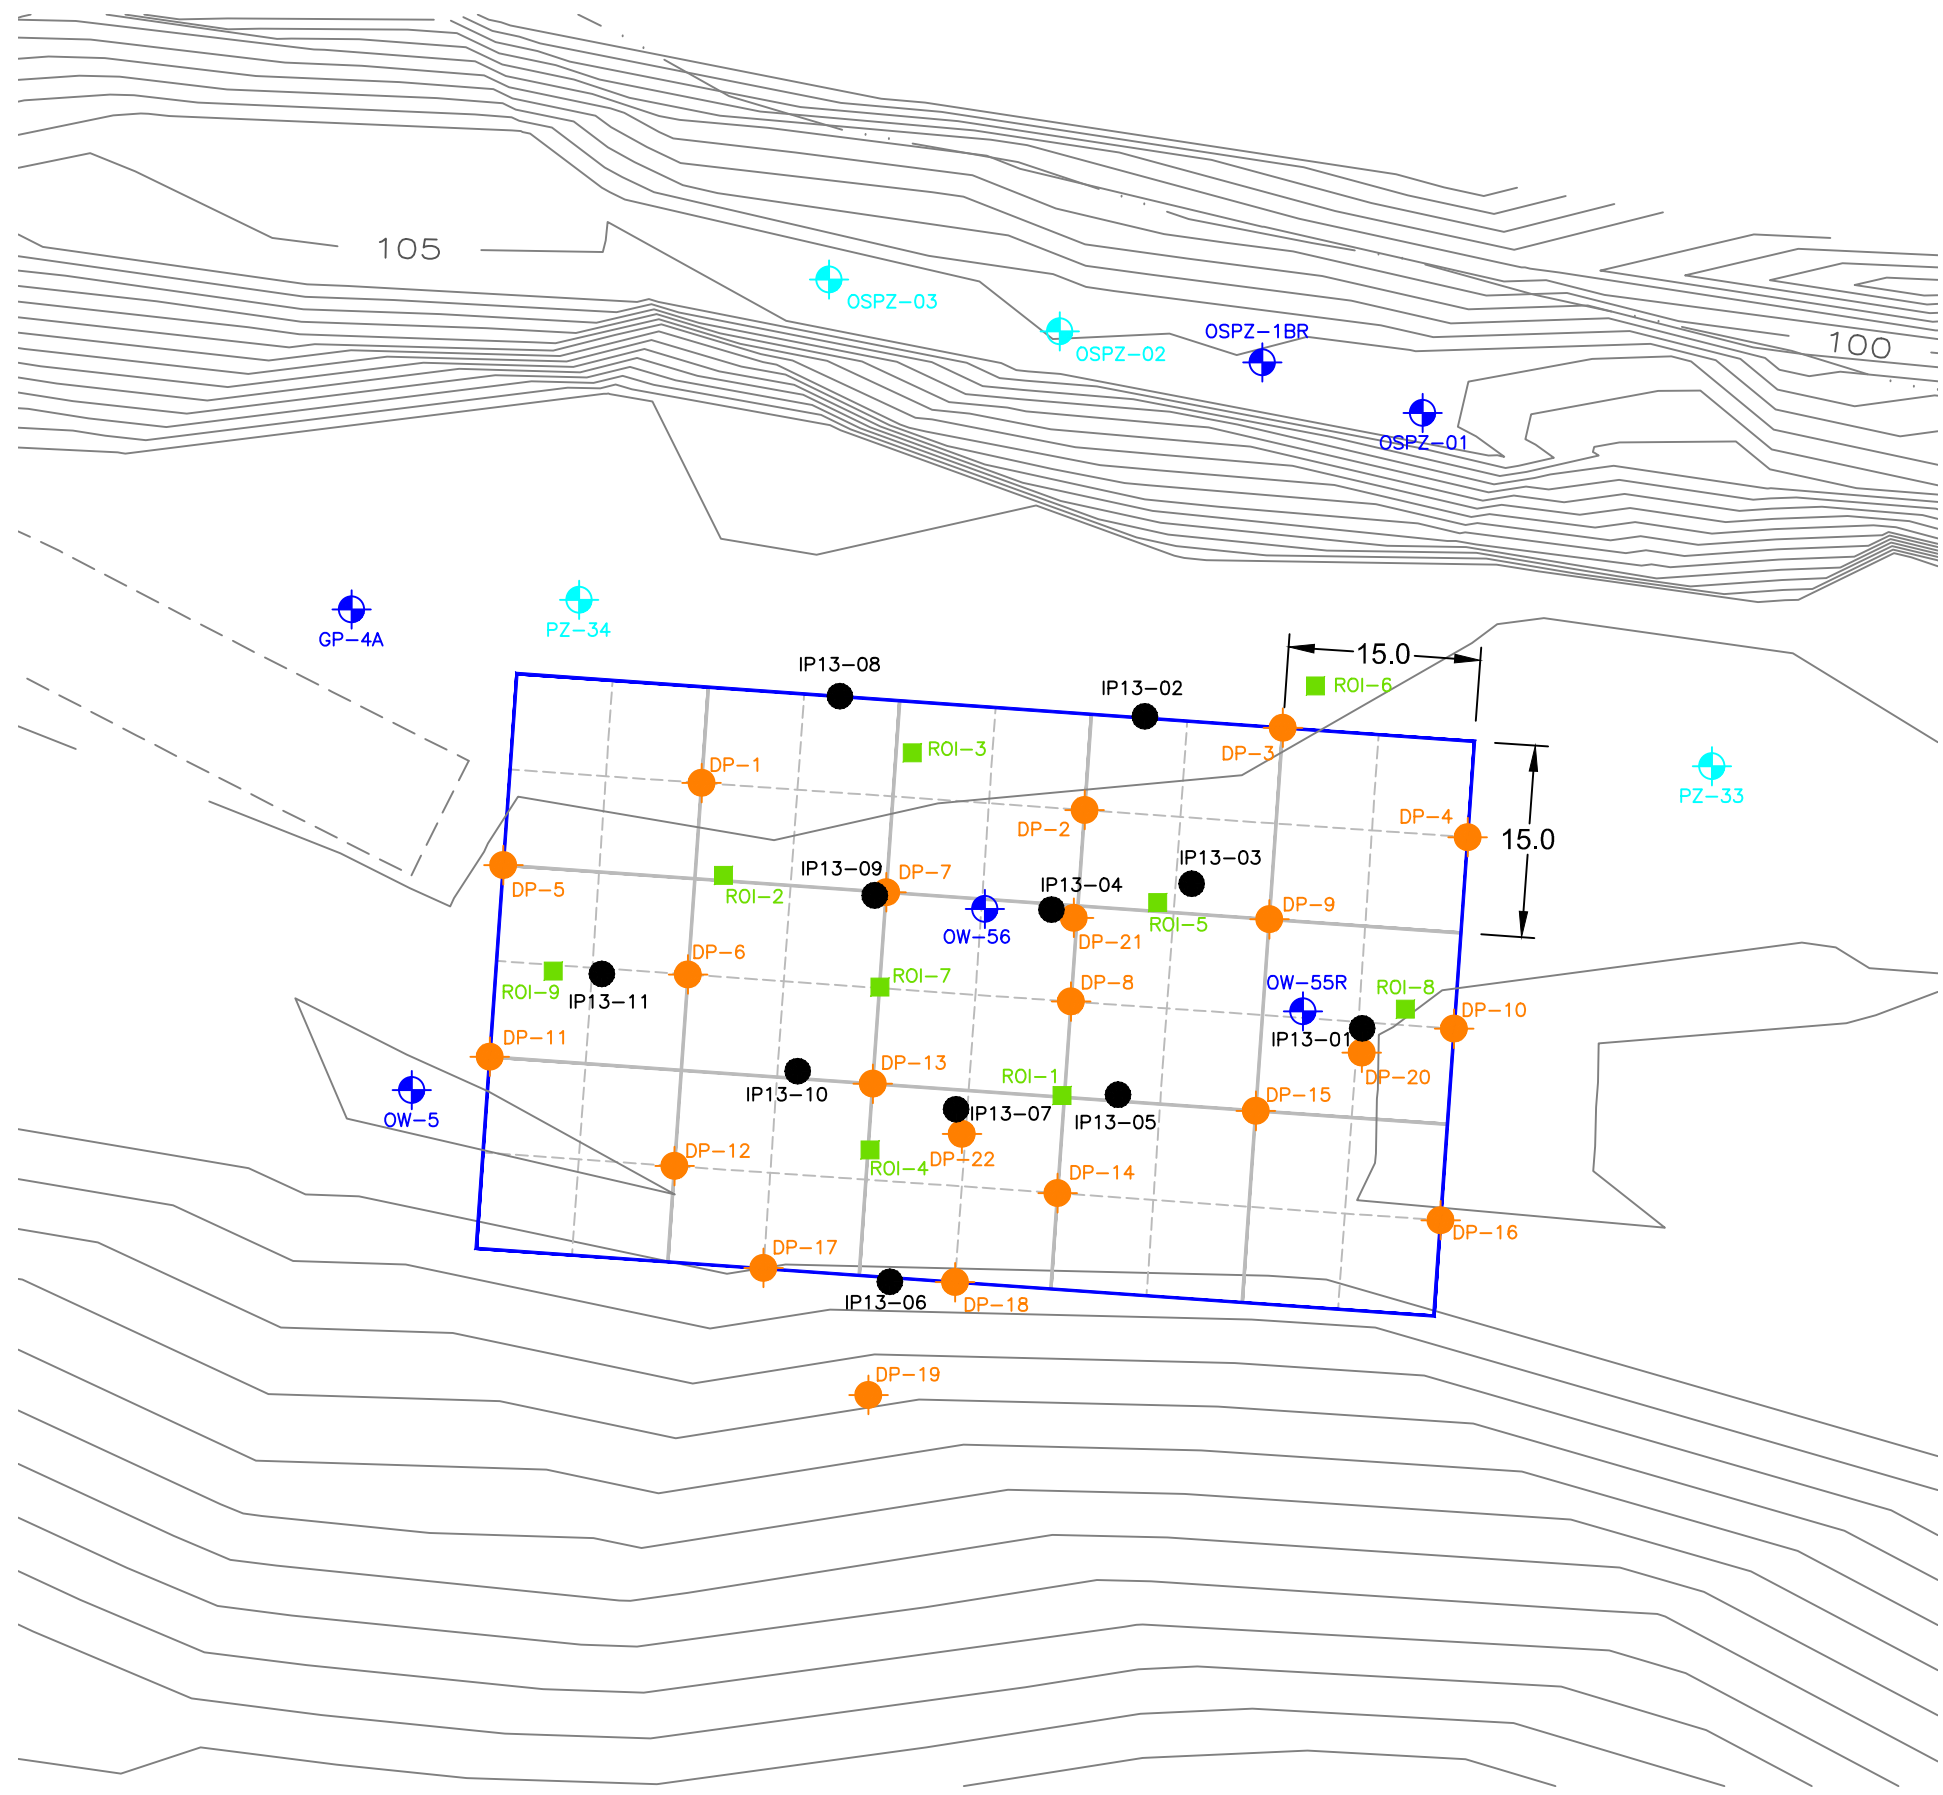 105
OSPZ-03
OSPZ-1BR
100
OSPZ-02
OSPZ-01
PZ-34
GP-4A
15.0
IP13-08
IP13-02
ROI-6
ROI-3
DP-3
DP-1
PZ-33
DP-4
DP-2
15.0
IP13-03
IP13-09
DP-7
IP13-04
DP-5
ROI-2
DP-9
ROI-5
OW-56
DP-21
DP-6
ROI-7
DP-8
OW-55R
ROI-8
ROI-9
IP13-11
DP-10
DP-11
IP13-01
DP-13
ROI-1
DP-20
IP13-10
DP-15
OW-5
IP13-07
IP13-05
DP-12
DP-22
ROI-4
DP-14
DP-16
DP-17
IP13-06
DP-18
DP-19